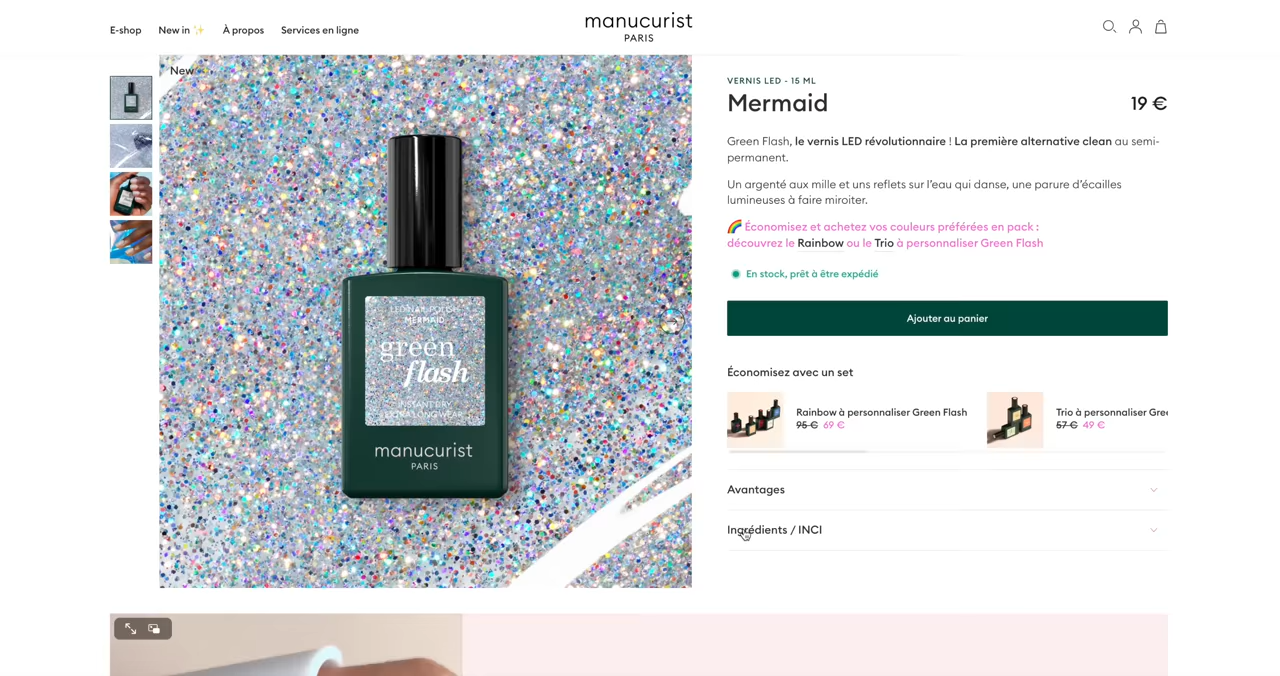 E-shop
New in ✨
À propos
Services en ligne
manucurist
PARIS
New
LED NAIL POLISH
MERMAID
green
flash
INSTANT DRY
EXTRA LONGWEAR
manucurist
PARIS
VERNIS LED - 15 ML
Mermaid
19 €
Green Flash, le vernis LED révolutionnaire ! La première alternative clean au semi-
permanent.
Un argenté aux mille et uns reflets sur l’eau qui danse, une parure d’écailles
lumineuses à faire miroiter.
🌈 Économisez et achetez vos couleurs préférées en pack :
découvrez le Rainbow ou le Trio à personnaliser Green Flash
En stock, prêt à être expédié
Ajouter au panier
Économisez avec un set
Rainbow à personnaliser Green Flash
95 € 69 €
Trio à personnaliser Gree
57 € 49 €
Avantages
Ingrédients / INCI